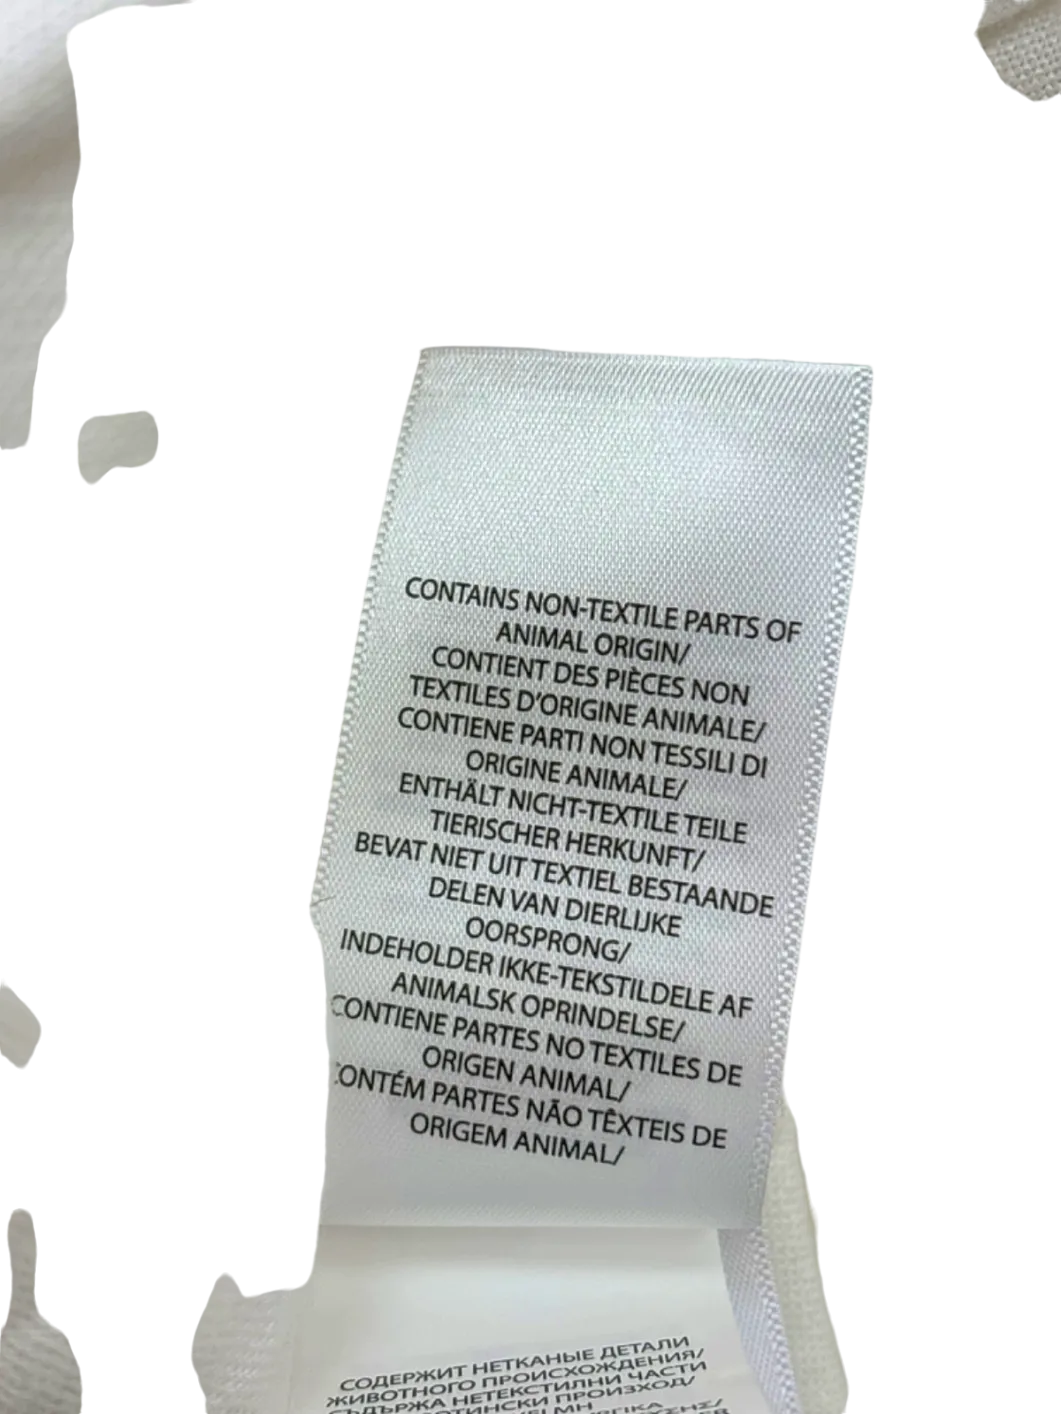 CONTAINS NON-TEXTILE PARTS OF
ANIMAL ORIGIN/
CONTIENT DES PIÈCES NON
TEXTILES D'ORIGINE ANIMALE/
CONTIENE PARTI NON TESSILI DI
ORIGINE ANIMALE/
ENTHÄLT NICHT-TEXTILE TEILE
TIERISCHER HERKUNFT/
BEVAT NIET UIT TEXTIEL BESTAANDE
DELEN VAN DIERLIJKE
OORSPRONG/
INDEHOLDER IKKE-TEKSTILDELE AF
ANIMALSK OPRINDELSE/
CONTIENE PARTES NO TEXTILES DE
ORIGEN ANIMAL/
CONTÉM PARTES NÃO TÊXTEIS DE
ORIGEM ANIMAL/
СОДЕРЖИТ НЕТКАНЫЕ ДЕТАЛИ
ЖИВОТНОГО ПРОИСХОЖДЕНИЯ/
СЪДЪРЖА НЕТЕКСТИЛНИ ЧАСТИ
ПРОИЗХОД/